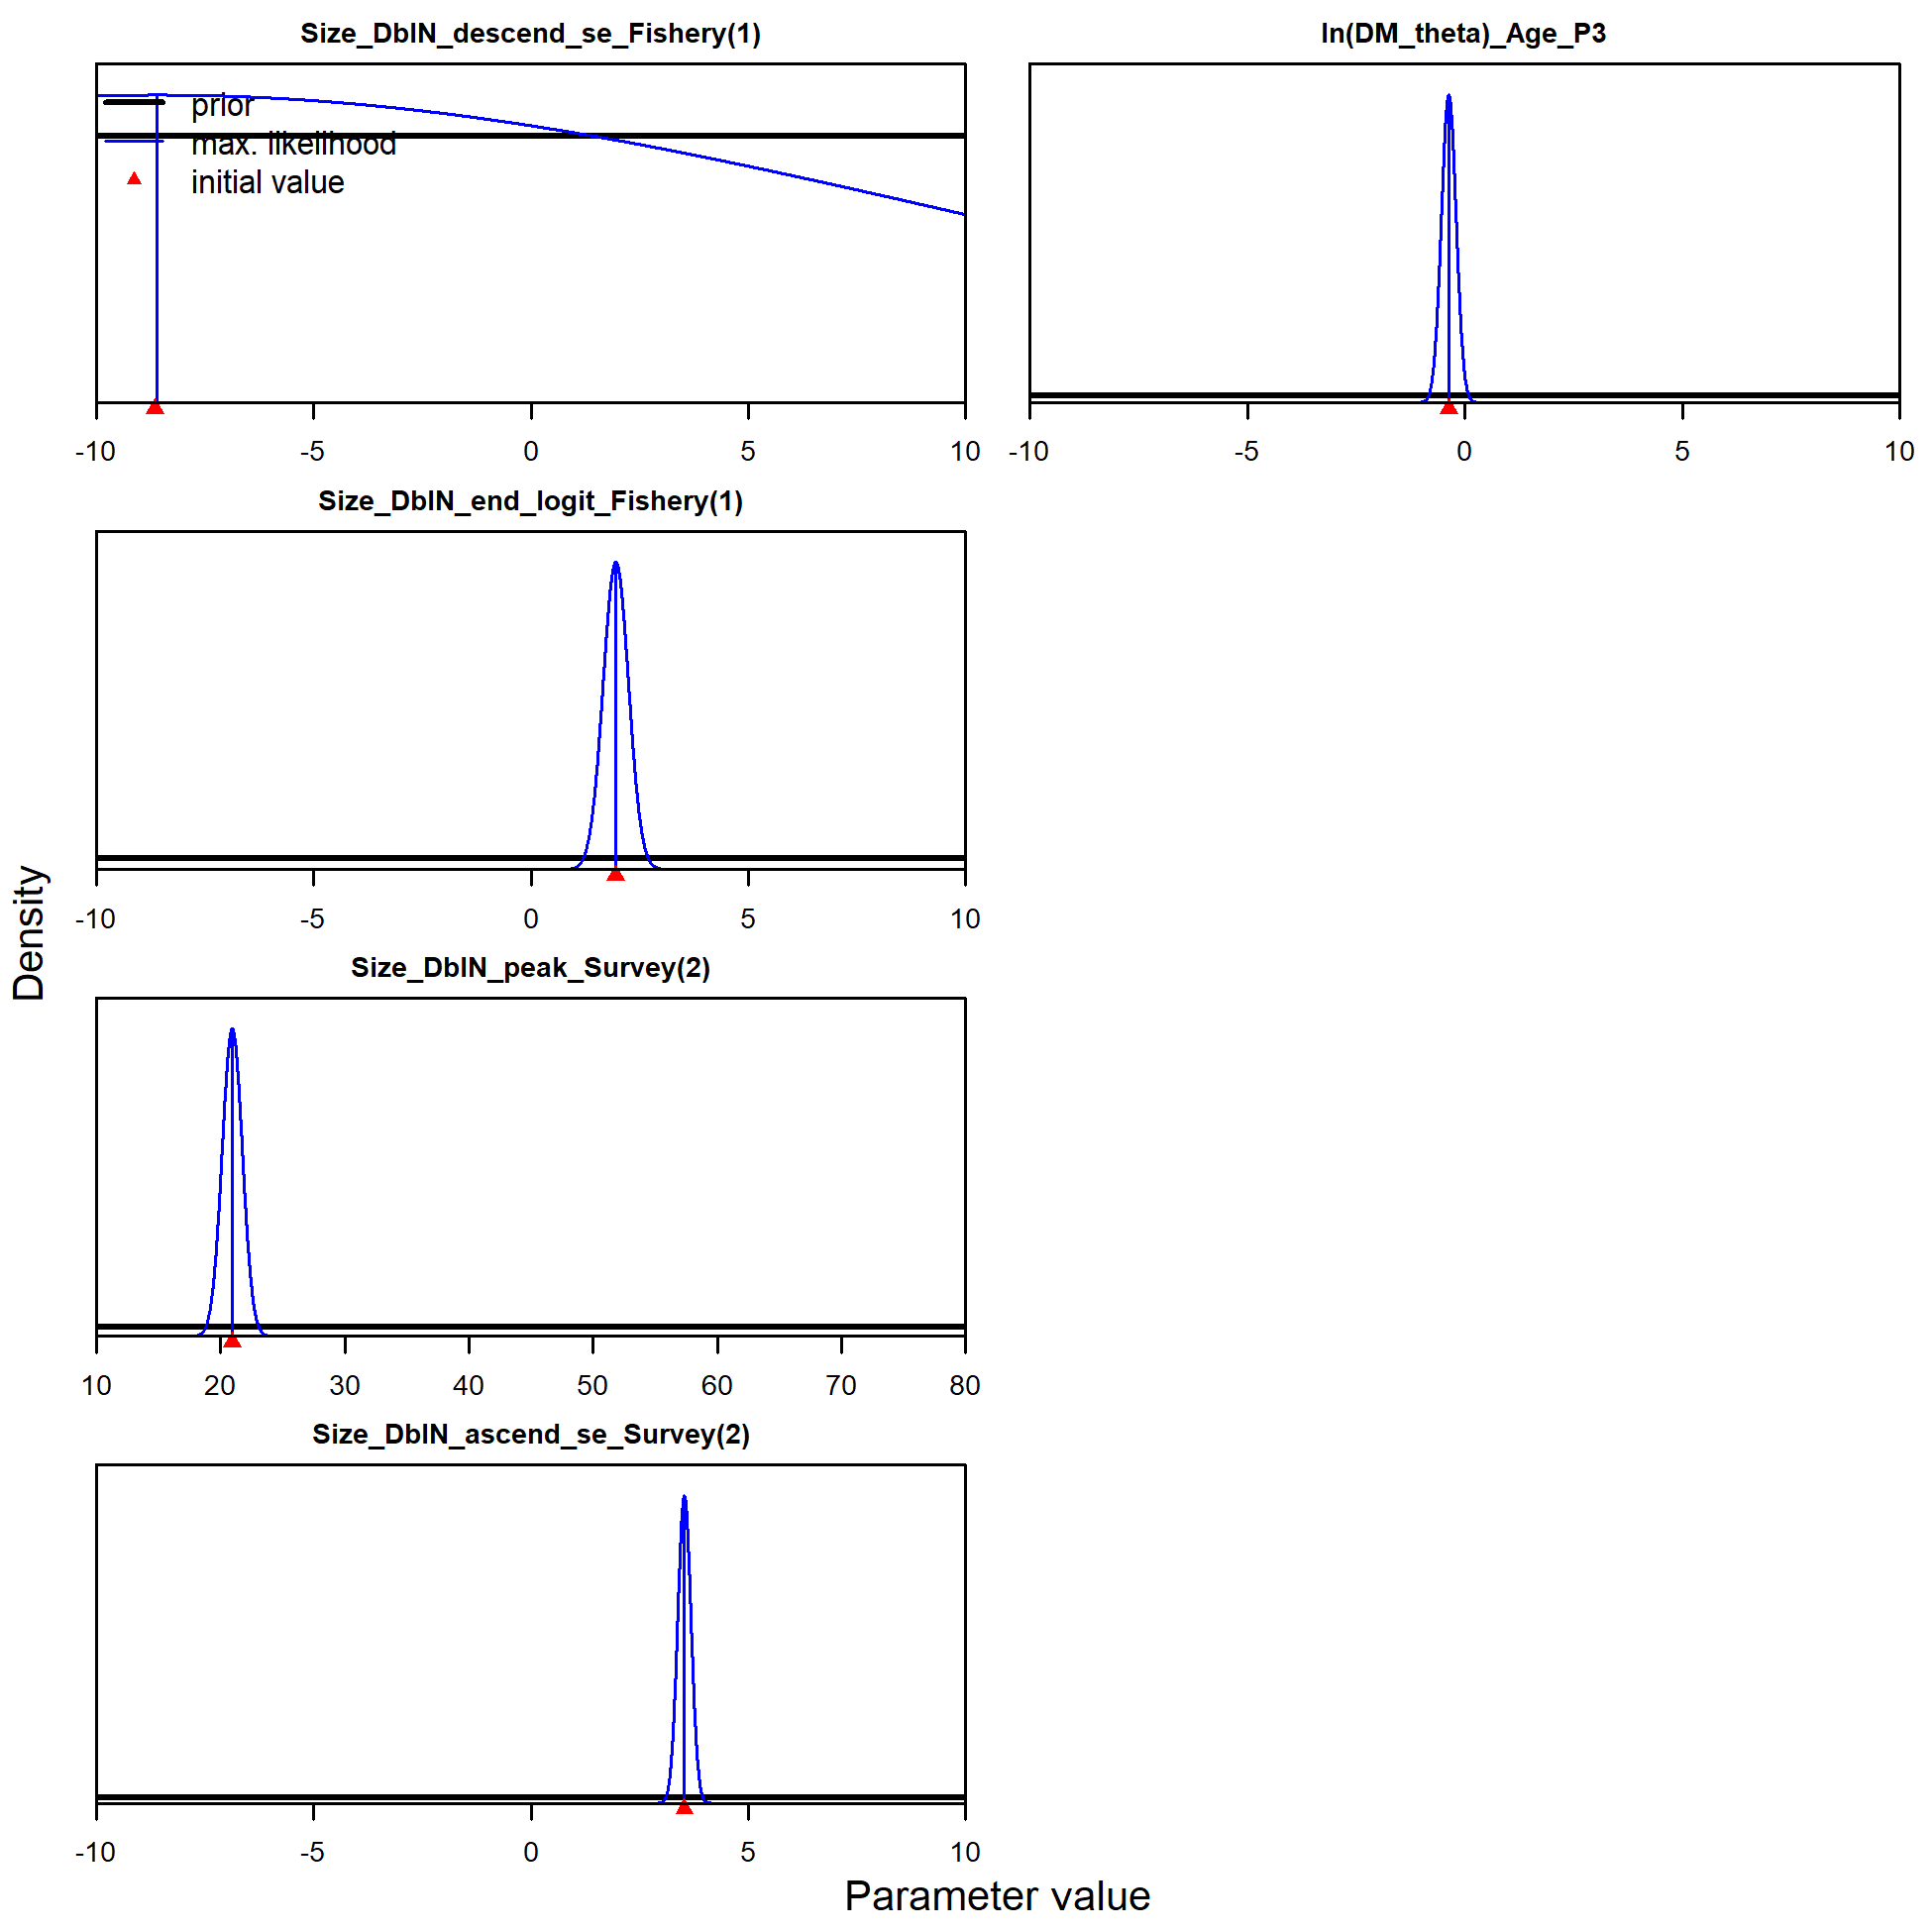 Size_DblN_descend_se_Fishery(1)
prior
max. likelihood
initial value
-10 -5 0 5 10
ln(DM_theta)_Age_P3
-10 -5 0 5 10
Size_DblN_end_logit_Fishery(1)
-10 -5 0 5 10
Size_DblN_peak_Survey(2)
10 20 30 40 50 60 70 80
Size_DblN_ascend_se_Survey(2)
-10 -5 0 5 10
Density
Parameter value